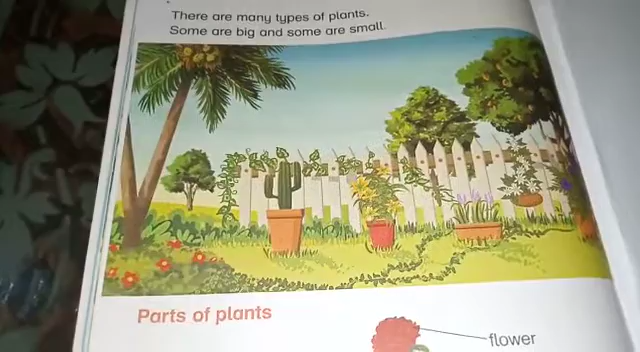 There are many types of plants.
Some are big and some are small.
Parts of plants
flower